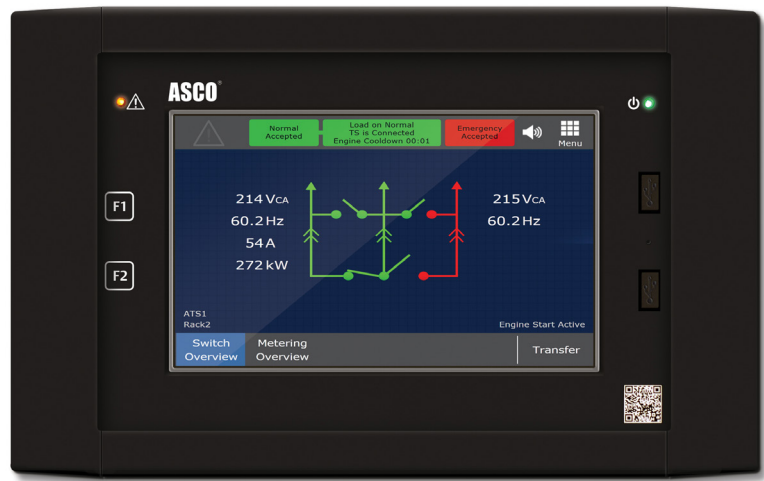 ASCO®
Normal
Accepted
Load on Normal
TS is Connected
Engine Cooldown 00:01
Emergency
Accepted
Menu
F1
F2
214 VCA
60.2 Hz
54 A
272 kW
215 VCA
60.2 Hz
ATS1
Rack2
Engine Start Active
Switch
Overview
Metering
Overview
Transfer